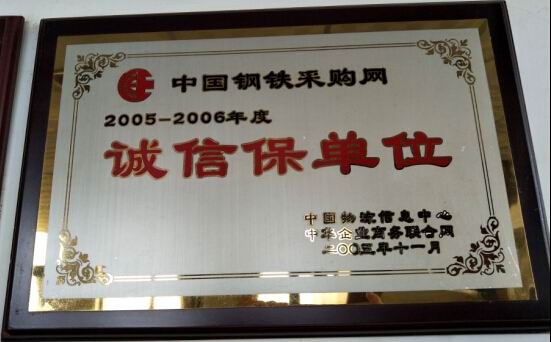 中国钢铁采购网
2005-2006年度
诚信保单位
中国物流信息中心
中华企业商务联合网
二〇〇五年十一月